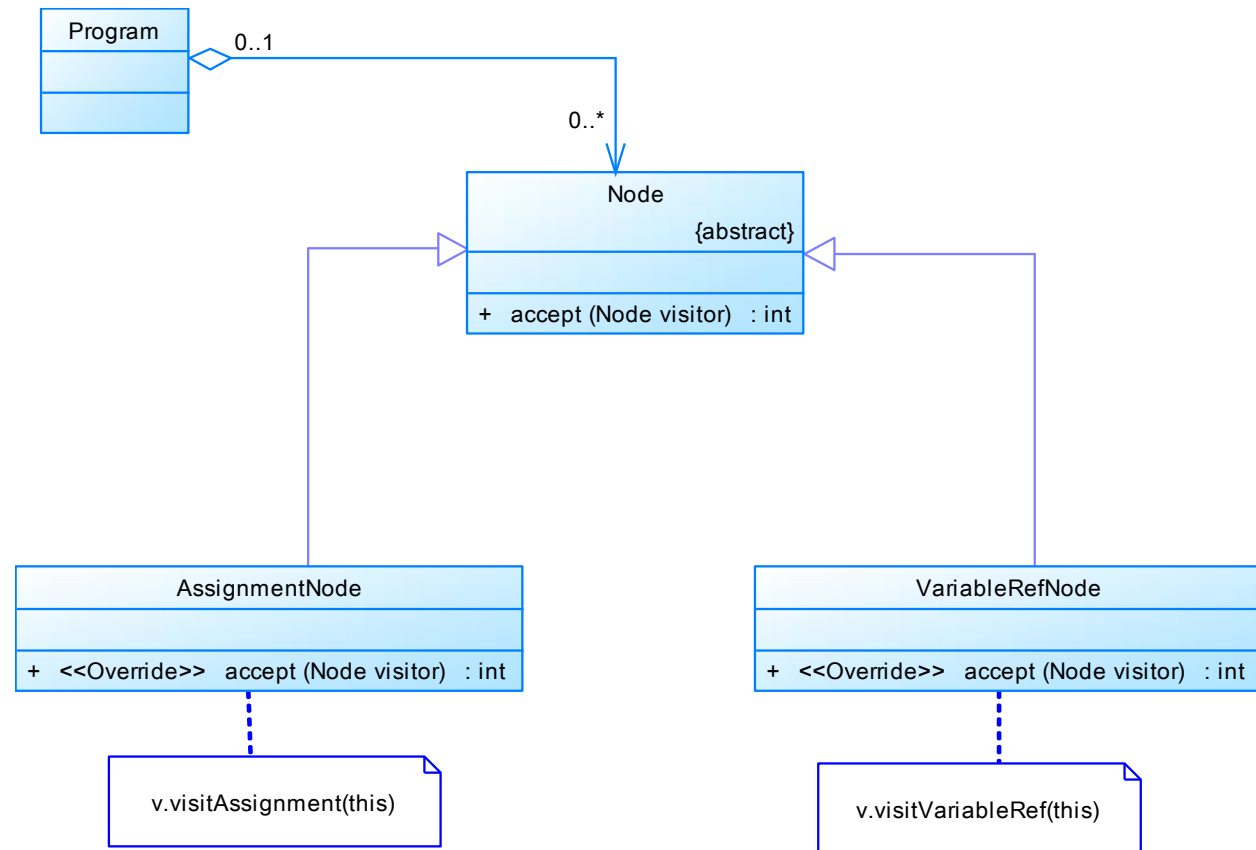 Program
0..1
0..*
Node
{abstract}
+ accept (Node visitor) : int
AssignmentNode
+ <<Override>> accept (Node visitor) : int
VariableRefNode
+ <<Override>> accept (Node visitor) : int
v.visitAssignment(this)
v.visitVariableRef(this)